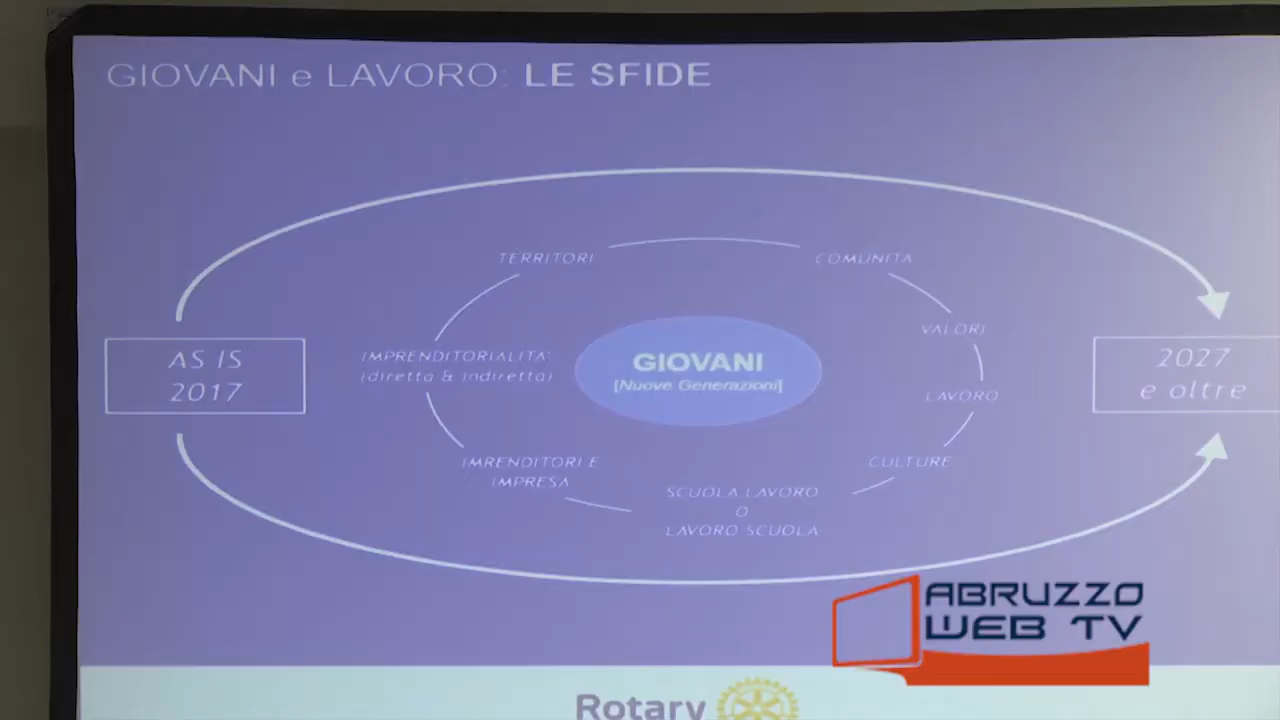 GIOVANI e LAVORO: LE SFIDE
TERRITORI
COMUNITA
VALORI
AS IS
2017
IMPRENDITORIALITA'
(diretta & indiretta)
GIOVANI
[Nuove Generazioni]
2027
e oltre
LAVORO
IMRENDITORI E
IMPRESA
CULTURE
SCUOLA LAVORO
O
LAVORO SCUOLA
ABRUZZO
WEB TV
Rotary